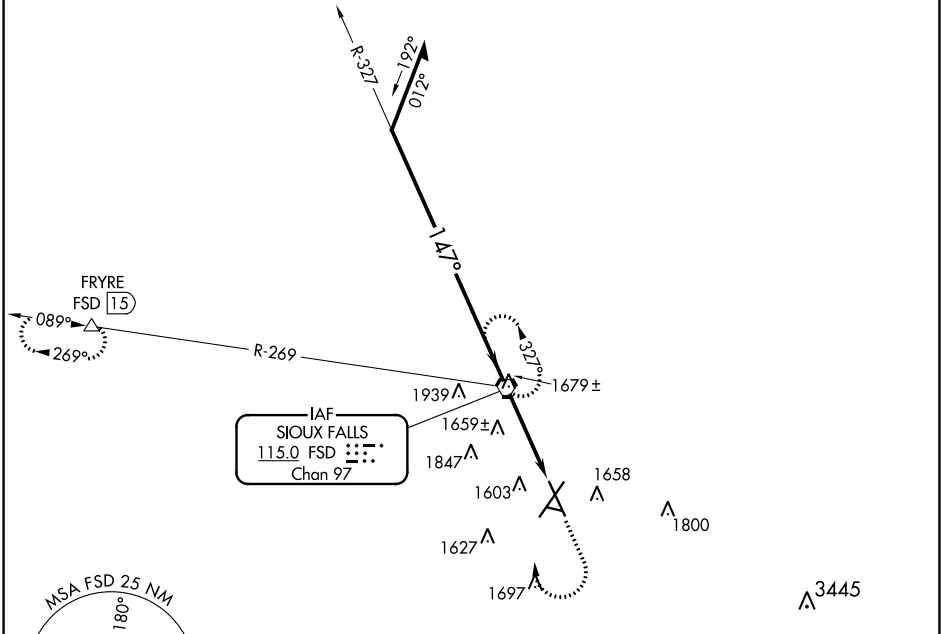 R-327
192°
012°
147°
FRYRE
FSD 15
089°
269°
R-269
327°
1939
1679±
IAF
SIOUX FALLS
115.0 FSD
Chan 97
1659±
1847
1603
1658
1800
1627
1697
3445
MSA FSD 25 NM
180°